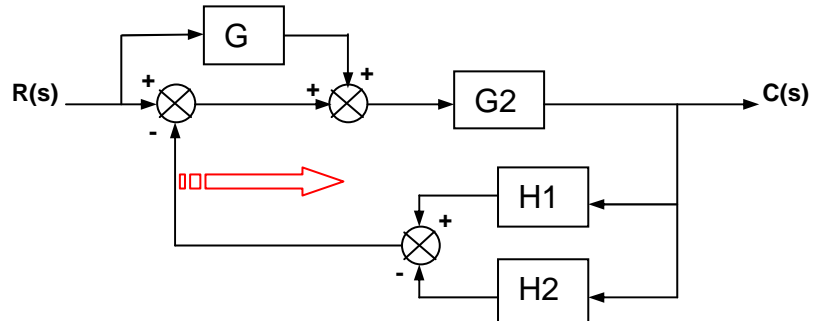 G
+
+
R(s)
+
G2
C(s)
-
H1
+
-
H2